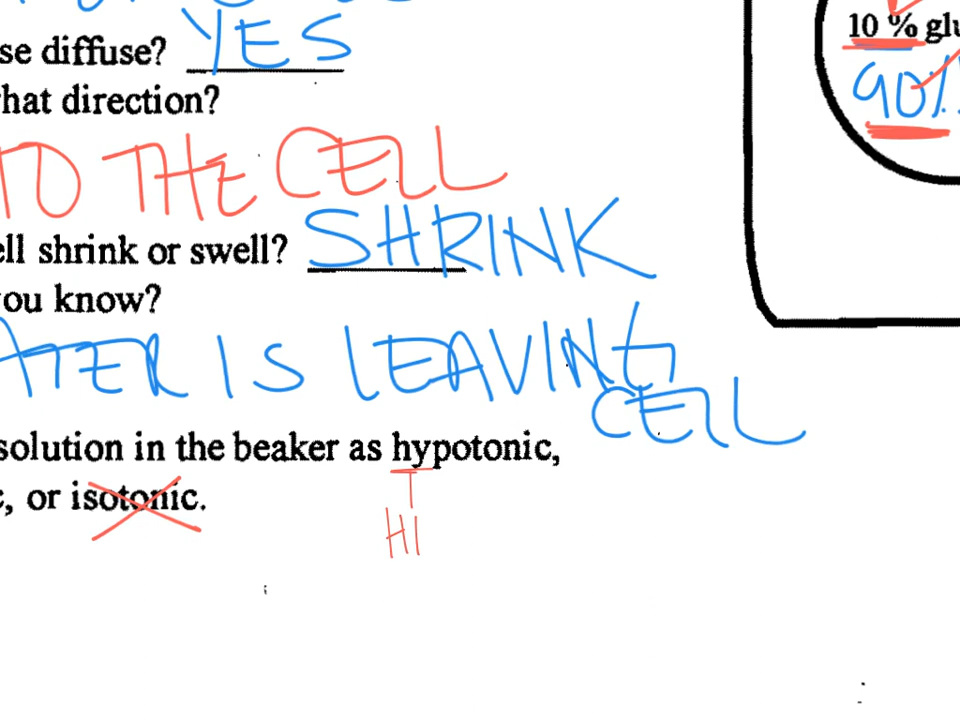 se diffuse? YES
10 % glu
hat direction?
90%
TO THE CELL
ell shrink or swell? SHRINK
you know?
ATER IS LEAVING
CELL
solution in the beaker as hypotonic,
, or isotonic.
HI